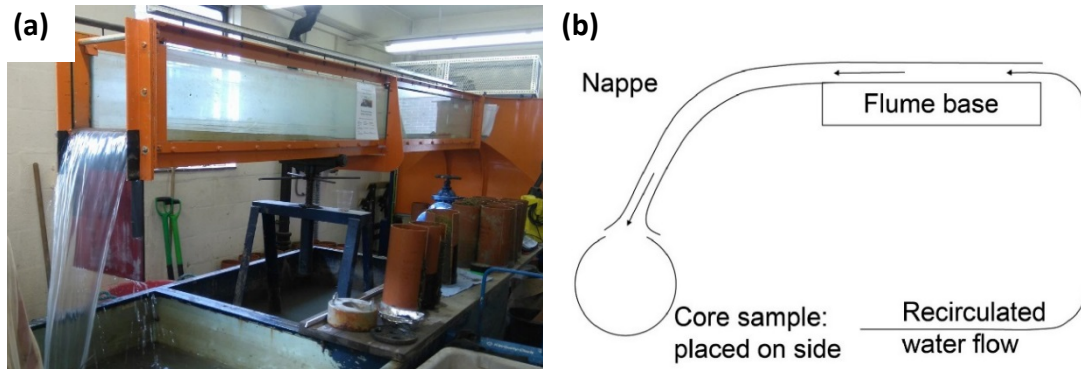 (a)
(b)
Nappe
Flume base
Core sample:
placed on side
Recirculated
water flow